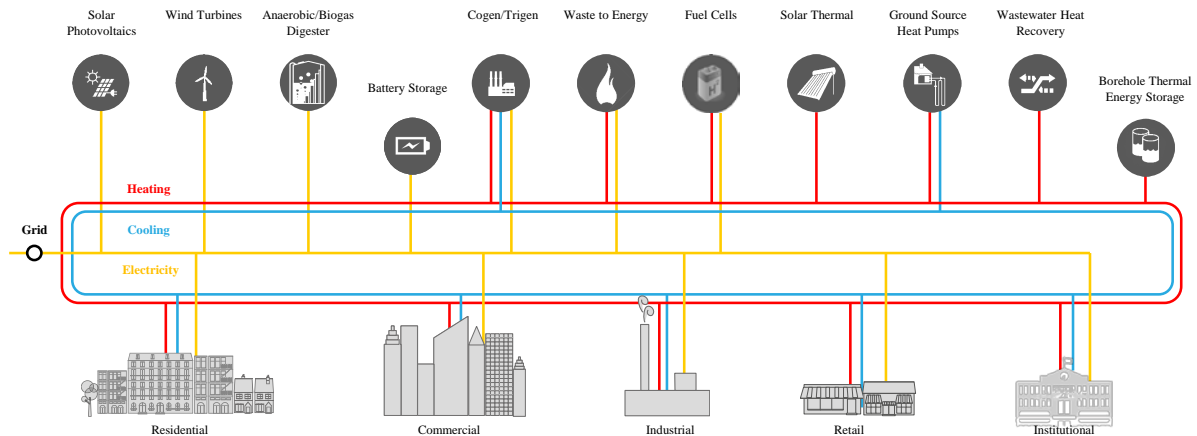 Solar
Photovoltaics
Wind Turbines
Anaerobic/Biogas
Digester
Battery Storage
Cogen/Trigen
Waste to Energy
Fuel Cells
Solar Thermal
Ground Source
Heat Pumps
Wastewater Heat
Recovery
Borehole Thermal
Energy Storage
Heating
Grid
Cooling
Electricity
Residential
Commercial
Industrial
Retail
Institutional